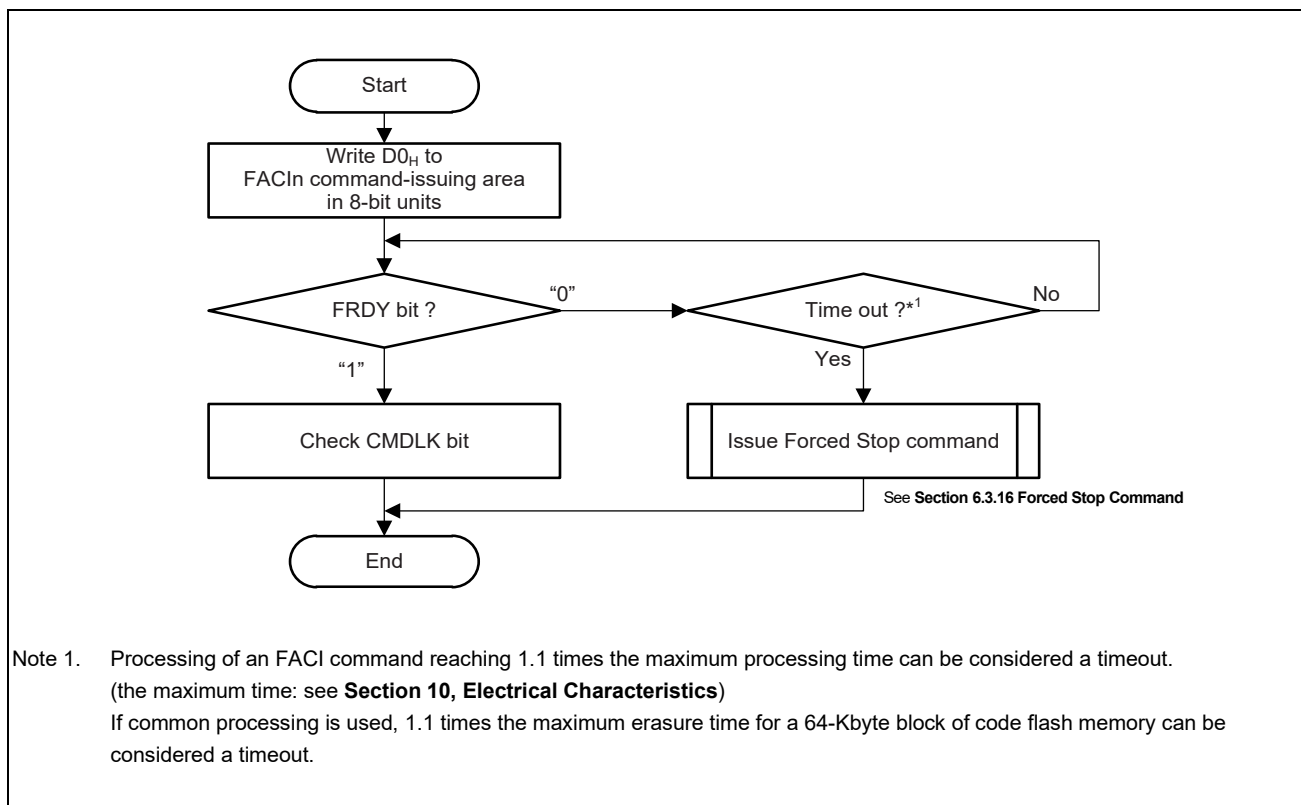 Start
Write D0H to
FACIn command-issuing area
in 8-bit units
FRDY bit ?
“0”
Time out ?*1
No
“1”
Yes
Check CMDLK bit
Issue Forced Stop command
See Section 6.3.16 Forced Stop Command
End
Note 1. Processing of an FACI command reaching 1.1 times the maximum processing time can be considered a timeout.
(the maximum time: see Section 10, Electrical Characteristics)
If common processing is used, 1.1 times the maximum erasure time for a 64-Kbyte block of code flash memory can be
considered a timeout.